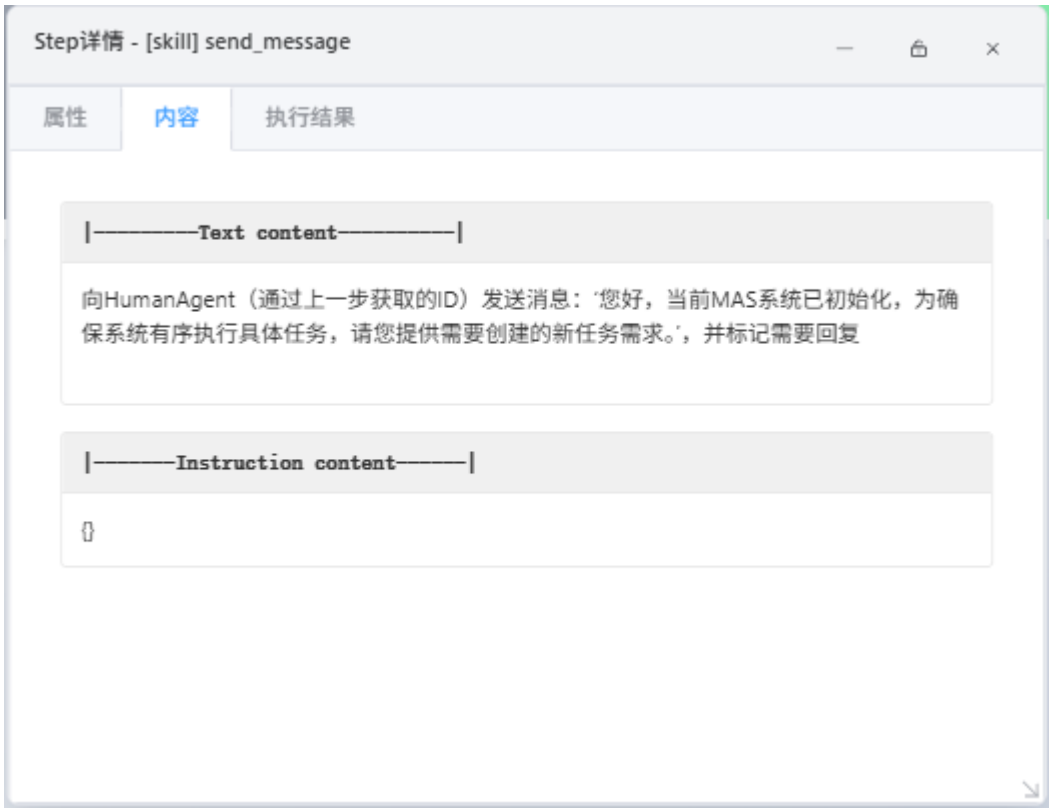 Step详情 - [skill] send_message
属性 内容 执行结果
|---------Text content----------|
向HumanAgent（通过上一步获取的ID）发送消息：‘您好，当前MAS系统已初始化，为确
保系统有序执行具体任务，请您提供需要创建的新任务需求。’，并标记需要回复
|-------Instruction content------|
{}